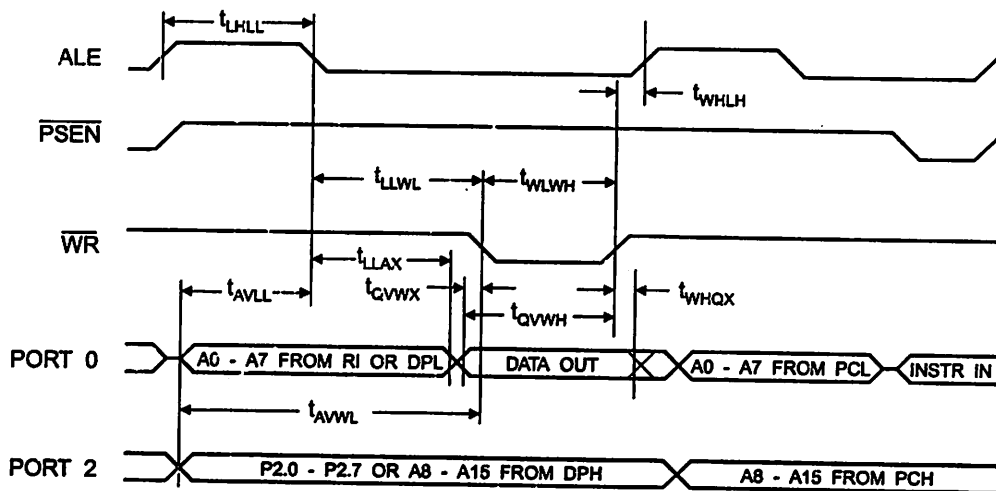 tLHLL
ALE
tWHLH
PSEN
tLLWL
tWLWH
WR
tLLAX
tAVLL
tQVWX
tWHQX
tQVWH
PORT 0
A0 - A7 FROM RI OR DPL
DATA OUT
A0 - A7 FROM PCL
INSTR IN
tAVWL
PORT 2
P2.0 - P2.7 OR A8 - A15 FROM DPH
A8 - A15 FROM PCH